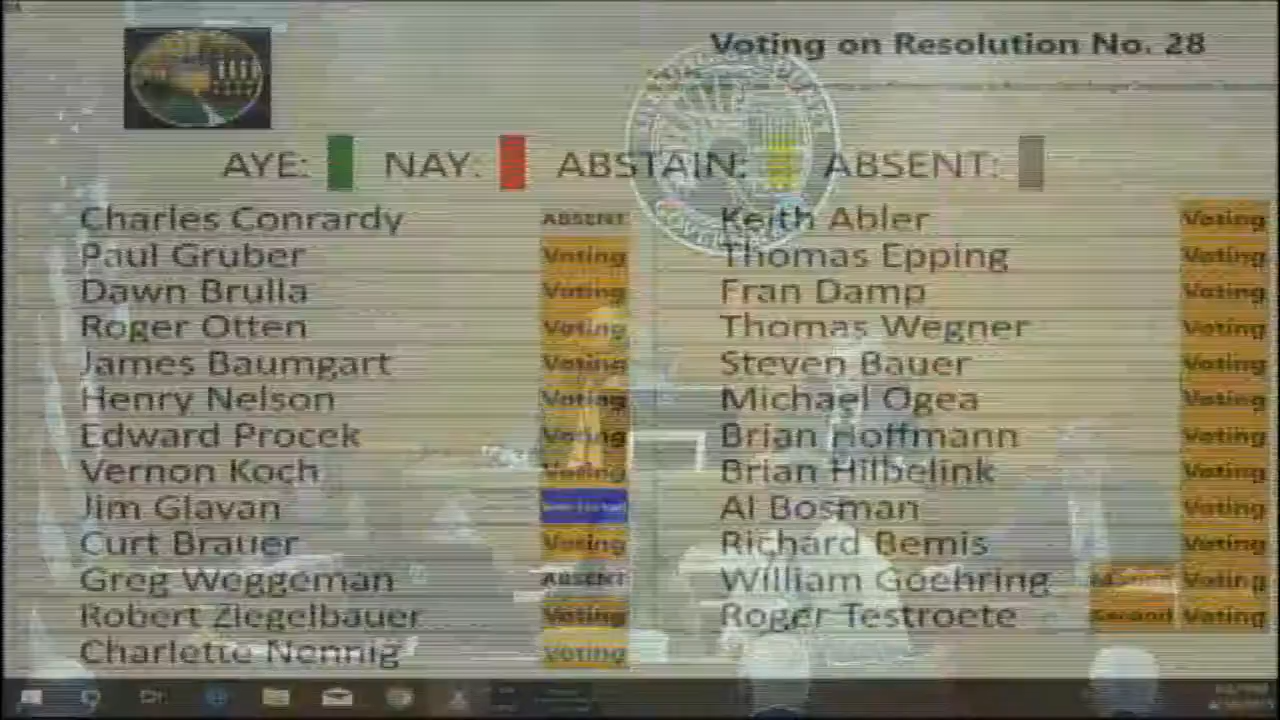 Voting on Resolution No. 28
AYE: NAY: ABSTAIN: ABSENT:
Charles Conrardy ABSENT Keith Abler Voting
Paul Gruber Voting Thomas Epping Voting
Dawn Brulla Voting Fran Damp Voting
Roger Otten Voting Thomas Wegner Voting
James Baumgart Voting Steven Bauer Voting
Henry Nelson Voting Michael Ogea Voting
Edward Procek Voting Brian Hoffmann Voting
Vernon Koch Voting Brian Hilbelink Voting
Jim Glavan Al Bosman Voting
Curt Brauer Voting Richard Bemis Voting
Greg Weggeman ABSENT William Goehring Voting
Robert Ziegelbauer Voting Roger Testroete Second Voting
Charlette Nennig Voting